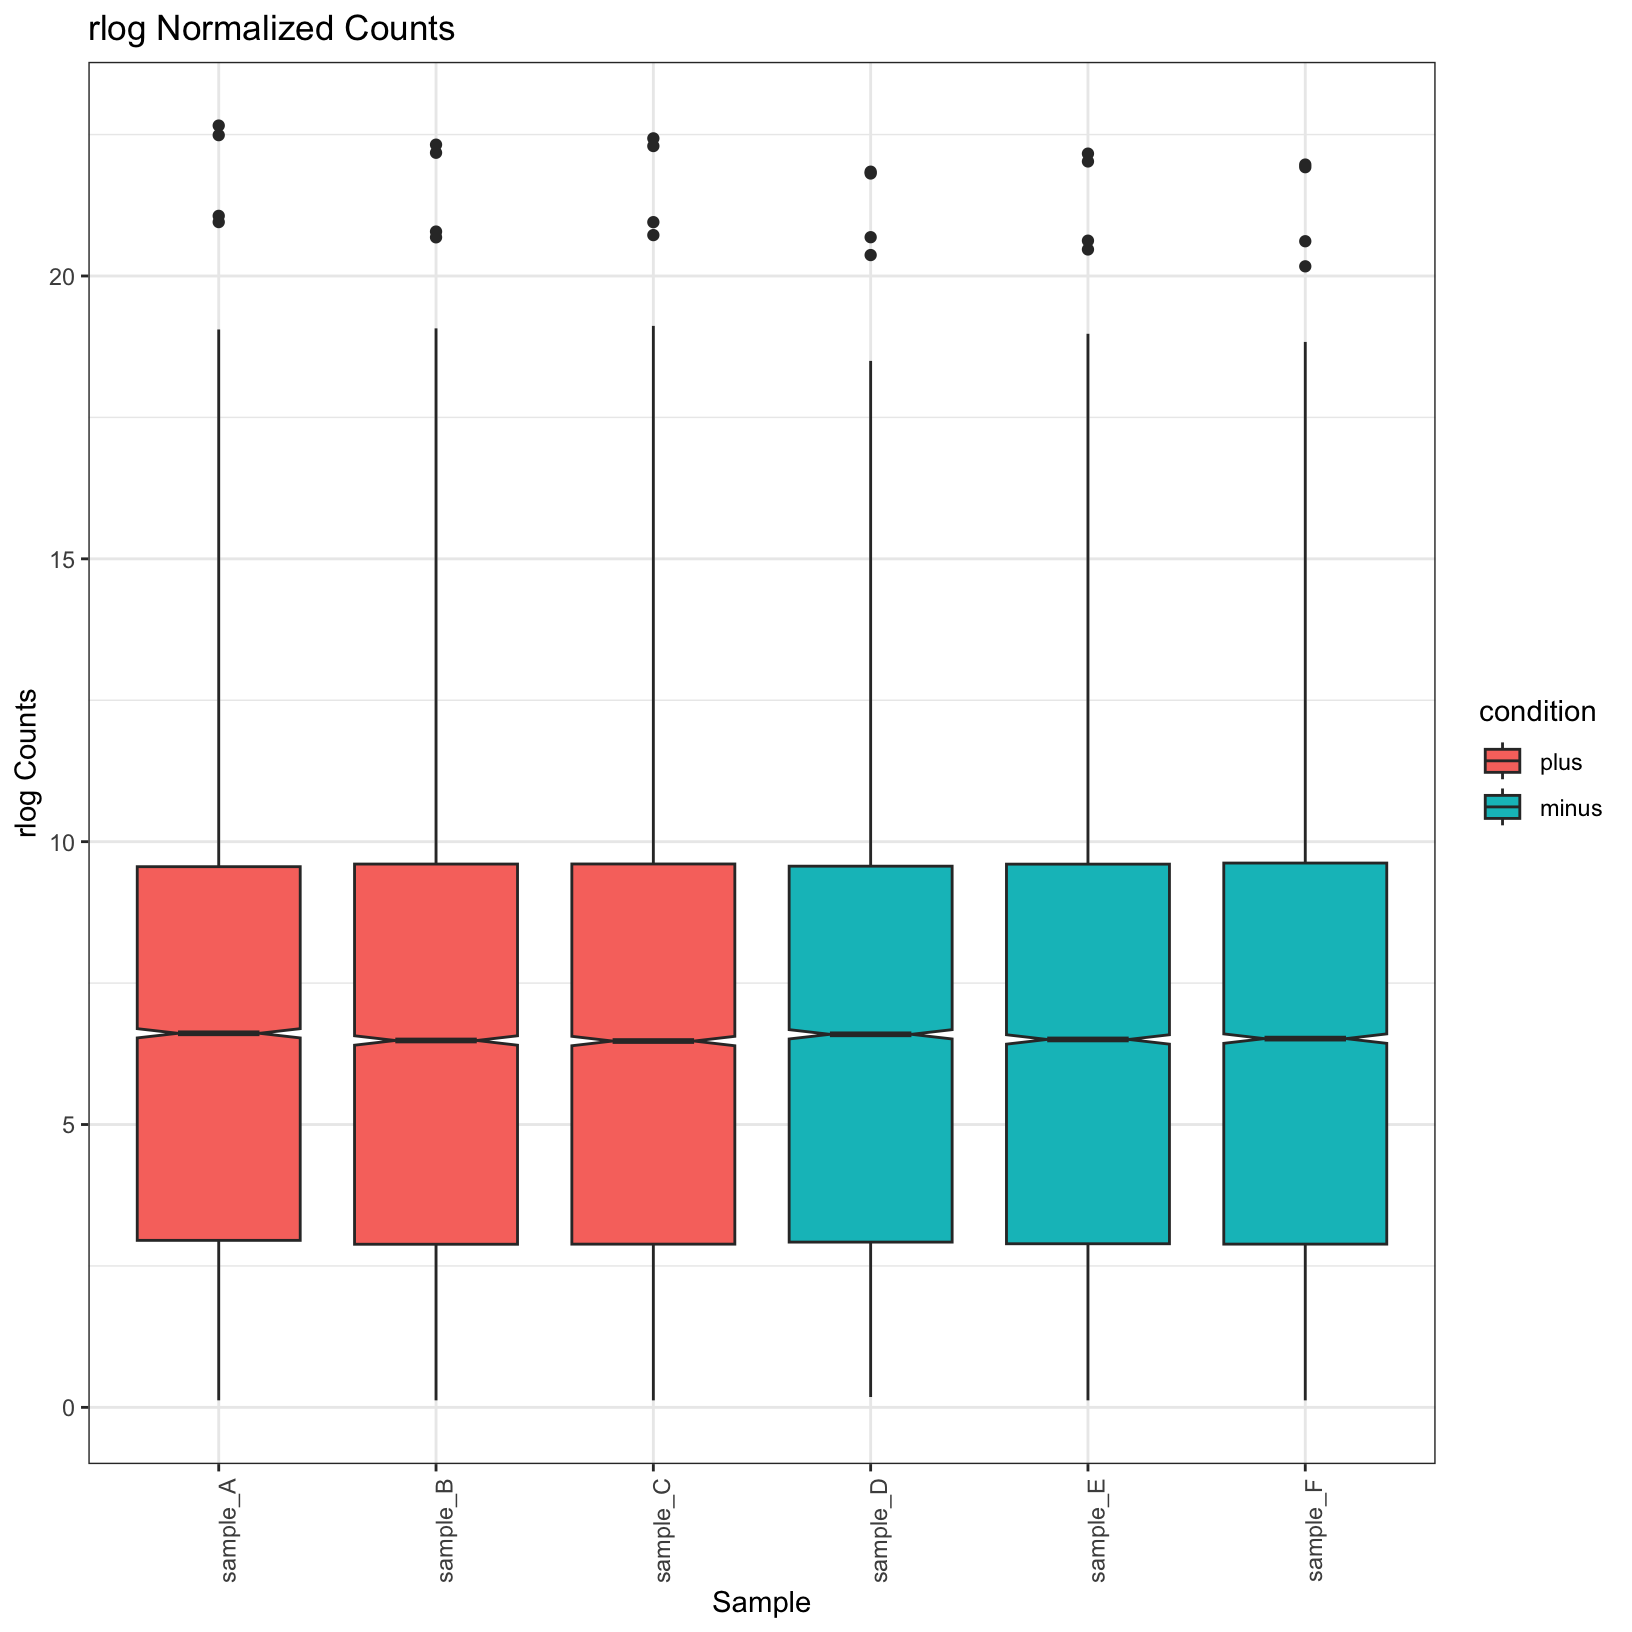 rlog Normalized Counts
rlog Counts
20
15
10
5
0
sample_A
sample_B
sample_C
sample_D
sample_E
sample_F
Sample
condition
plus
minus